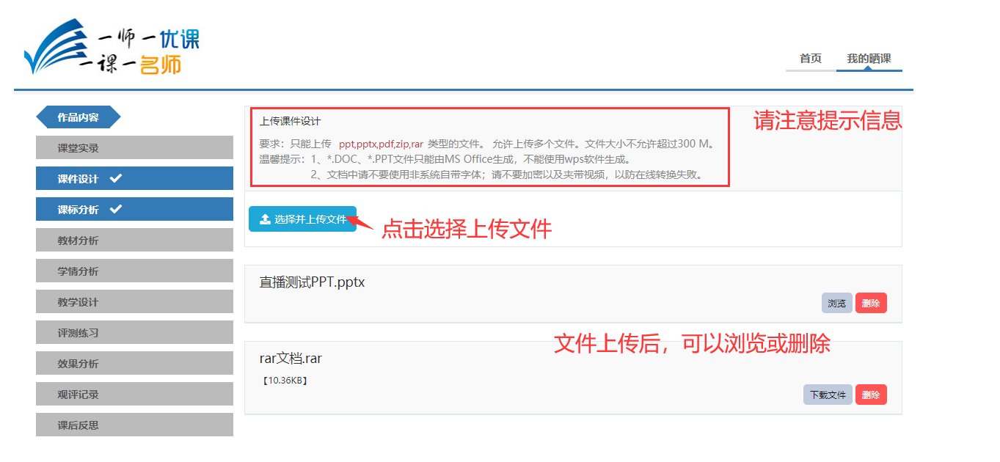 一师一优课
一课一名师
首页
我的晒课
作品内容
课堂实录
课件设计
课标分析
教材分析
学情分析
教学设计
评测练习
效果分析
观评记录
课后反思
上传课件设计
要求：只能上传 ppt,pptx,pdf,zip,rar 类型的文件。 允许上传多个文件。文件大小不允许超过300 M。
温馨提示：1、*.DOC、*.PPT文件只能由MS Office生成，不能使用wps软件生成。
2、文档中请不要使用非系统自带字体；请不要加密以及夹带视频，以防在线转换失败。
请注意提示信息
选择并上传文件
点击选择上传文件
直播测试PPT.pptx
浏览
删除
文件上传后，可以浏览或删除
rar文档.rar
【10.36KB】
下载文件
删除